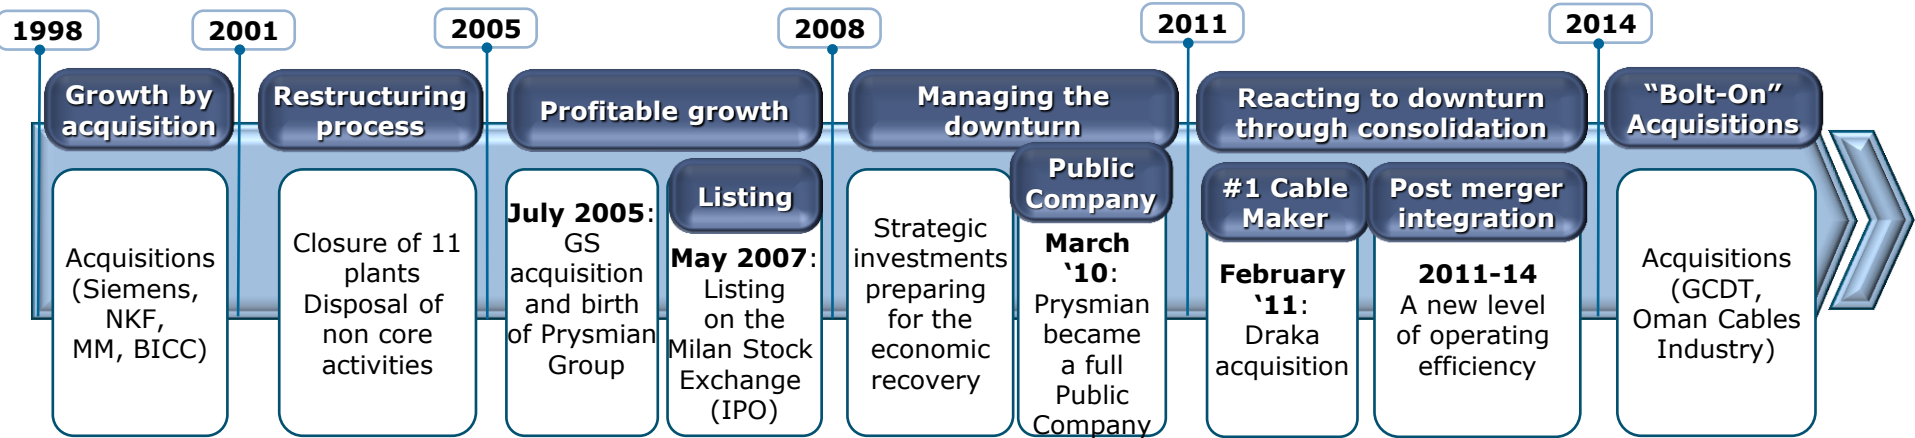 1998
2001
2005
2008
2011
2014
Growth by
acquisition
Acquisitions
(Siemens,
NKF,
MM, BICC)
Restructuring
process
Closure of 11
plants
Disposal of
non core
activities
Profitable growth
July 2005:
GS
acquisition
and birth
of Prysmian
Group
Listing
May 2007:
Listing
on the
Milan Stock
Exchange
(IPO)
Managing the
downturn
Strategic
investments
preparing
for the
economic
recovery
Public
Company
March
‘10:
Prysmian
became
a full
Public
Company
Reacting to downturn
through consolidation
#1 Cable
Maker
February
‘11:
Draka
acquisition
Post merger
integration
2011-14
A new level
of operating
efficiency
“Bolt-On”
Acquisitions
Acquisitions
(GCDT,
Oman Cables
Industry)